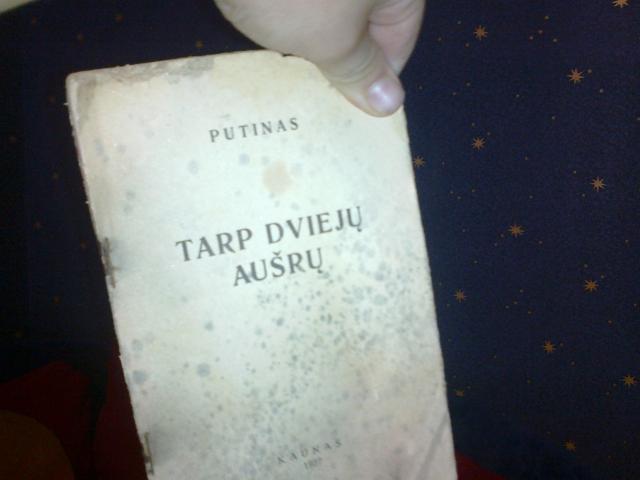 PUTINAS
TARP DVIEJŲ
AUŠRŲ
KAUNAS